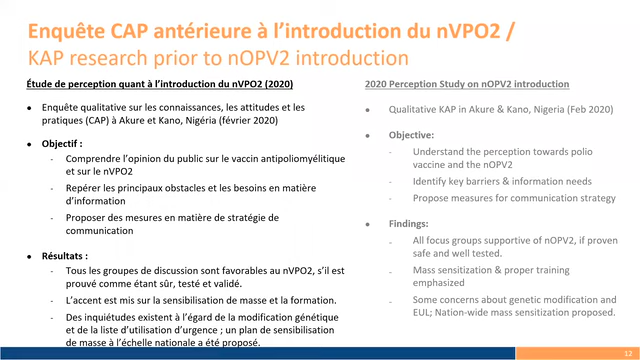 Enquête CAP antérieure à l'introduction du nVPO2 /
KAP research prior to nOPV2 introduction
Étude de perception quant à l'introduction du nVPO2 (2020)
• Enquête qualitative sur les connaissances, les attitudes et les
pratiques (CAP) à Akure et Kano, Nigéria (février 2020)
• Objectif :
- Comprendre l'opinion du public sur le vaccin antipoliomyélitique
et sur le nVPO2
- Repérer les principaux obstacles et les besoins en matière
d'information
- Proposer des mesures en matière de stratégie de
communication
• Résultats :
- Tous les groupes de discussion sont favorables au nVPO2, s'il est
prouvé comme étant sûr, testé et validé.
- L'accent est mis sur la sensibilisation de masse et la formation.
- Des inquiétudes existent à l'égard de la modification génétique
et de la liste d'utilisation d'urgence ; un plan de sensibilisation
de masse à l'échelle nationale a été proposé.
2020 Perception Study on nOPV2 introduction
• Qualitative KAP in Akure & Kano, Nigeria (Feb 2020)
• Objective:
- Understand the perception towards polio
vaccine and the nOPV2
- Identify key barriers & information needs
- Propose measures for communication strategy
• Findings:
- All focus groups supportive of nOPV2, if proven
safe and well tested.
- Mass sensitization & proper training
emphasized
- Some concerns about genetic modification and
EUL; Nation-wide mass sensitization proposed.
12